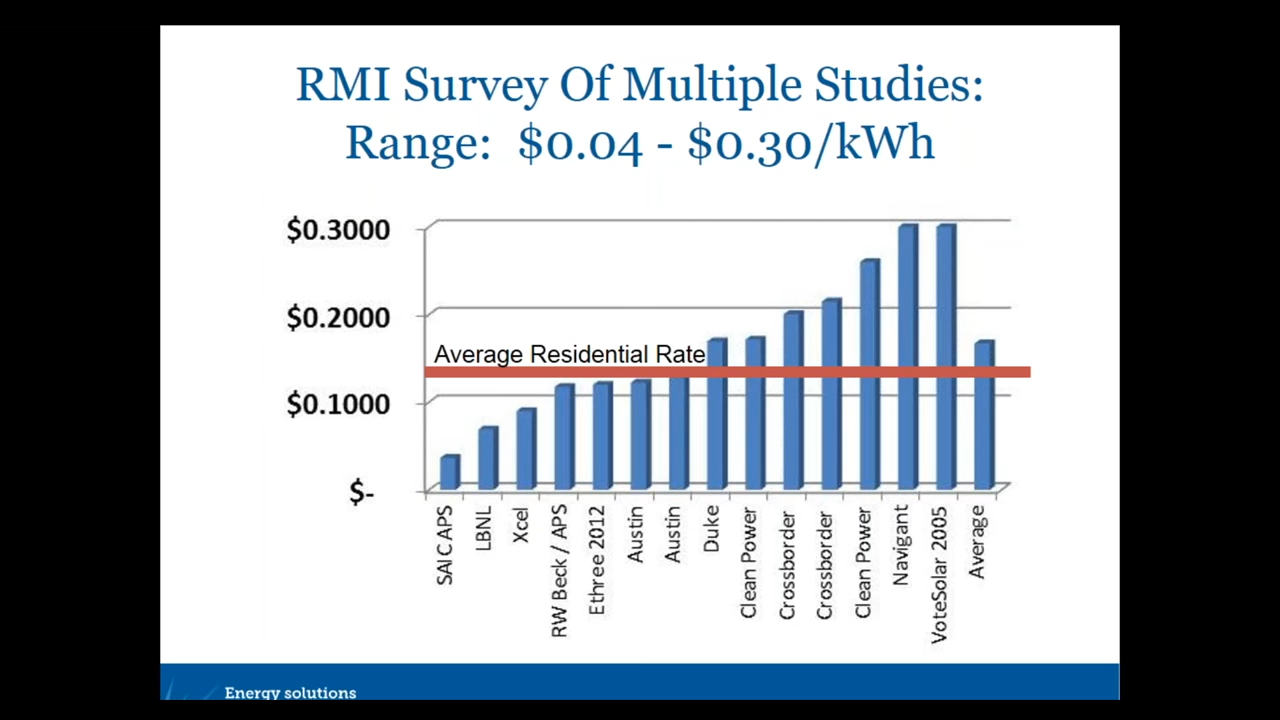 RMI Survey Of Multiple Studies:
Range: $0.04 - $0.30/kWh
$0.3000
$0.2000
Average Residential Rate
$0.1000
$-
SAIC APS
LBNL
Xcel
RW Beck / APS
Ethree 2012
Austin
Austin
Duke
Clean Power
Crossborder
Crossborder
Clean Power
Navigant
VoteSolar 2005
Average
Energy solutions